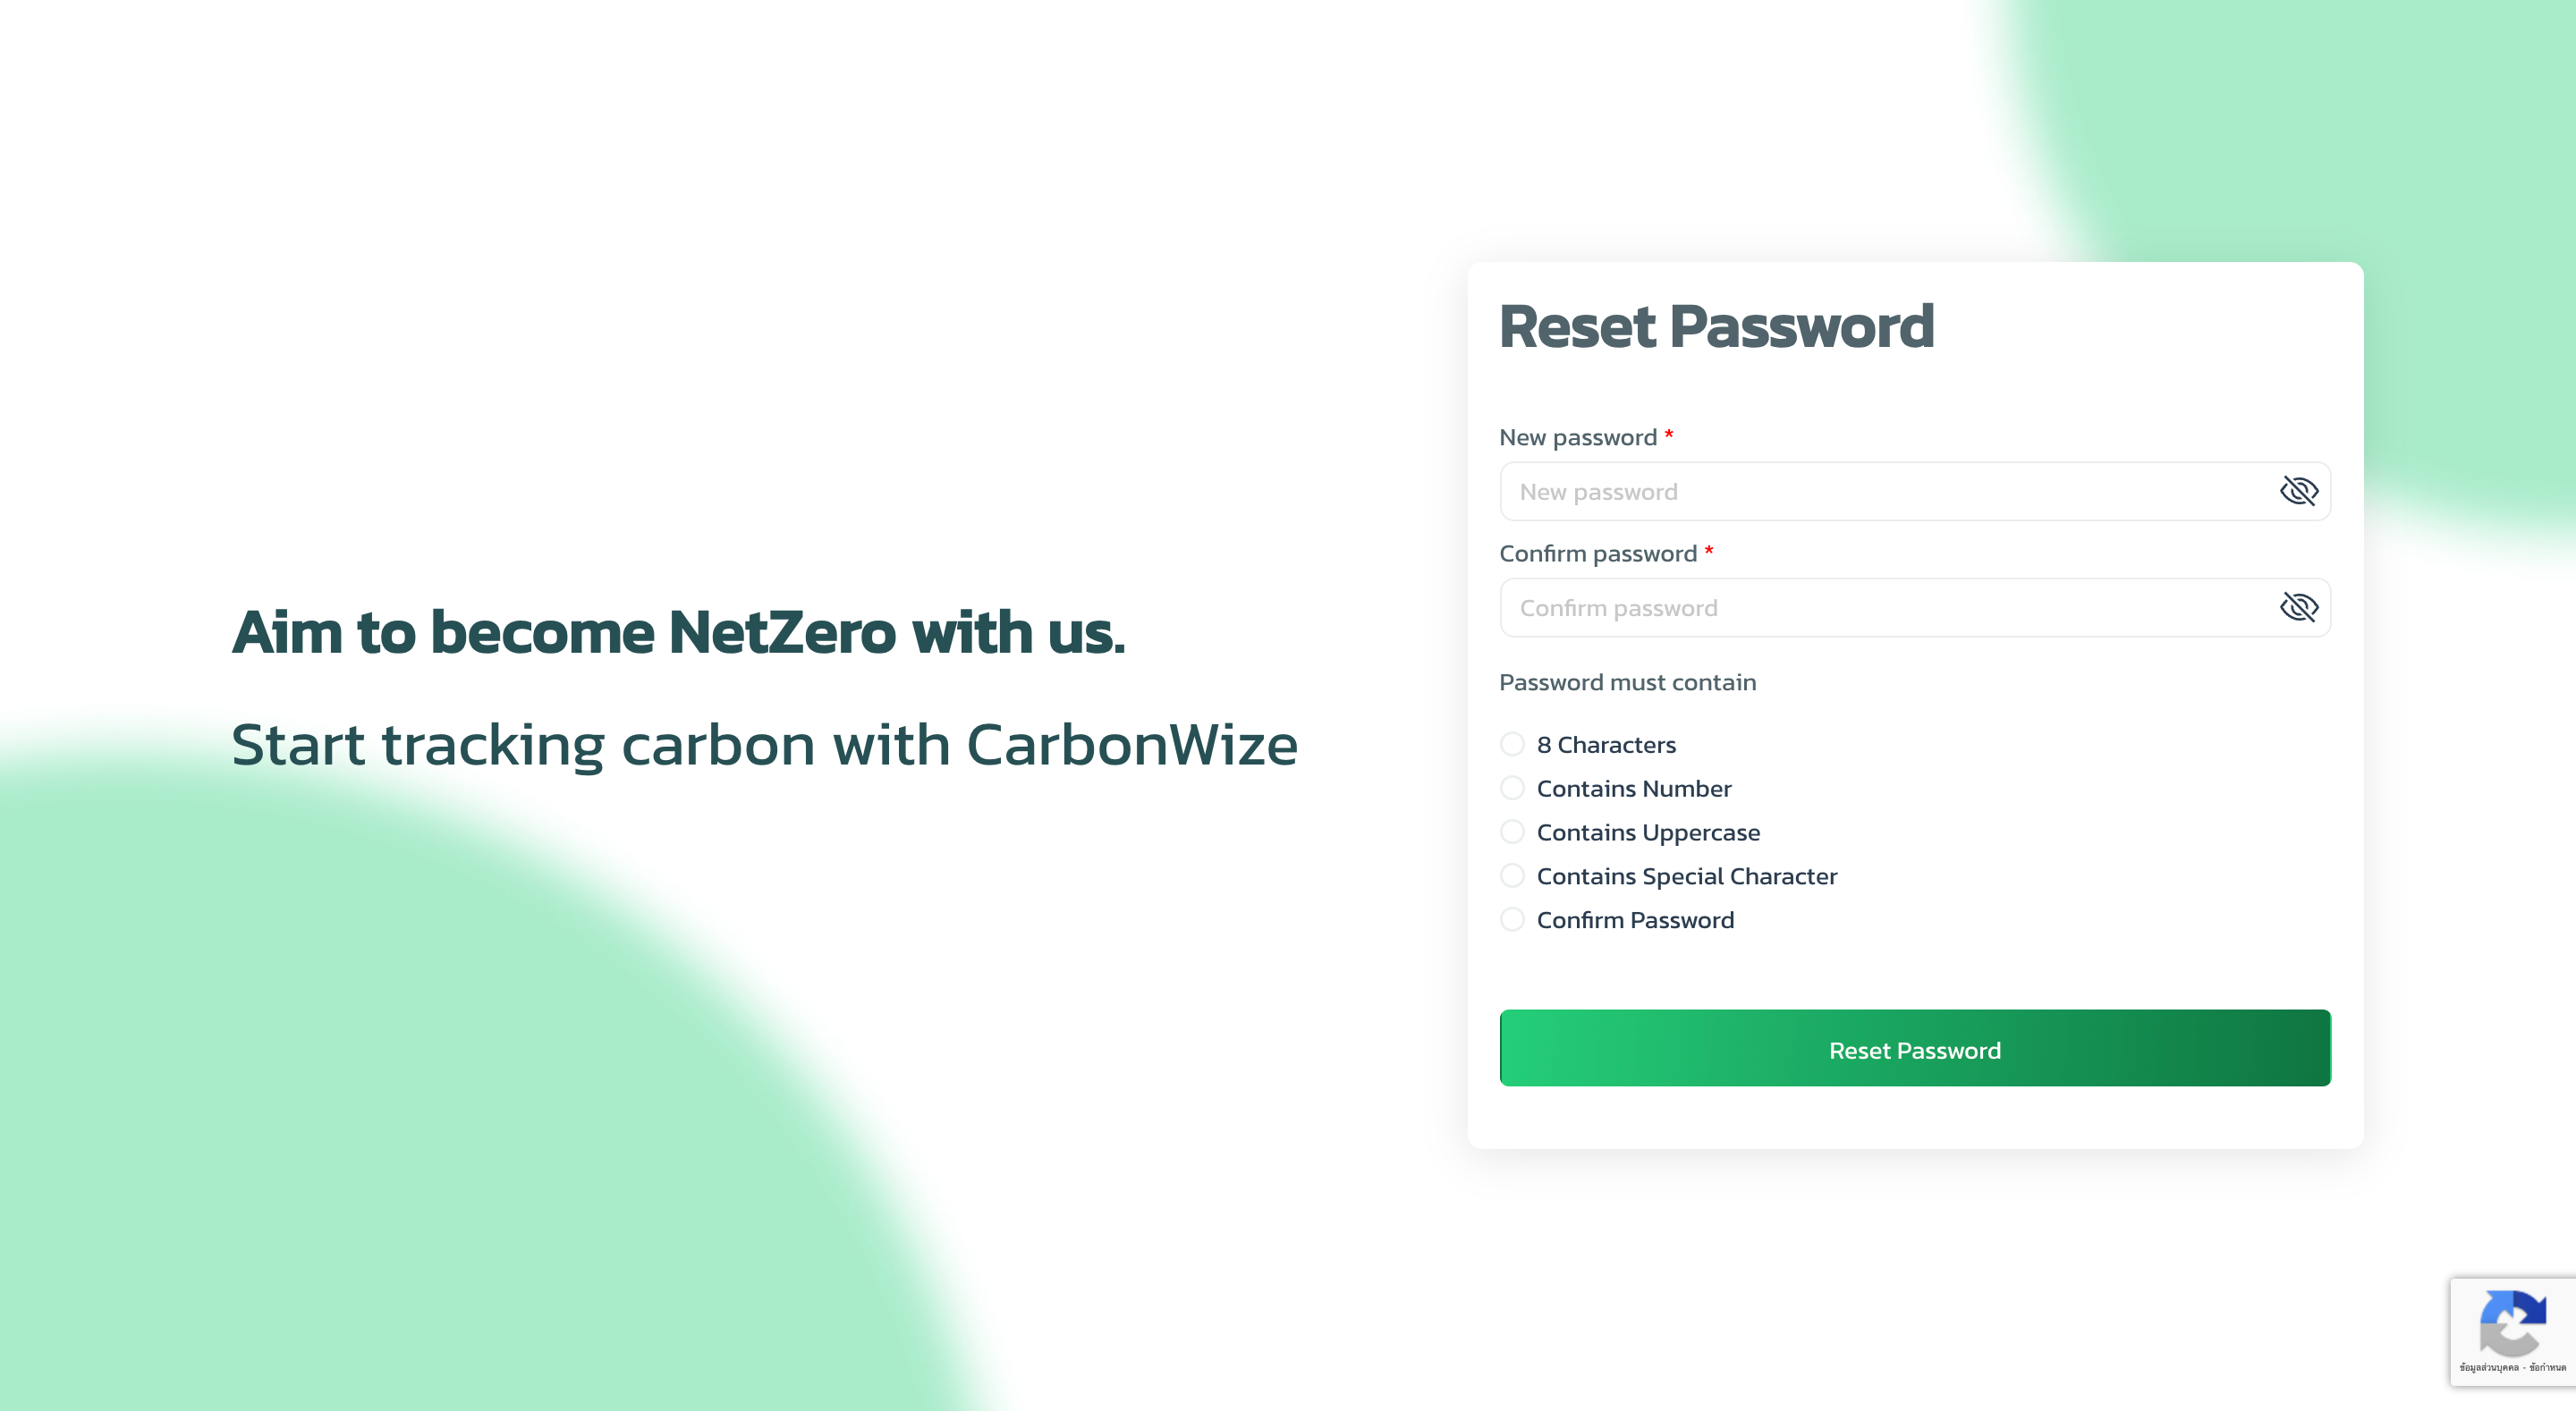 Aim to become NetZero with us.
Start tracking carbon with CarbonWize
Reset Password
New password *
New password
Confirm password *
Confirm password
Password must contain
8 Characters
Contains Number
Contains Uppercase
Contains Special Character
Confirm Password
Reset Password
ข้อมูลส่วนบุคคล - ข้อกำหนด